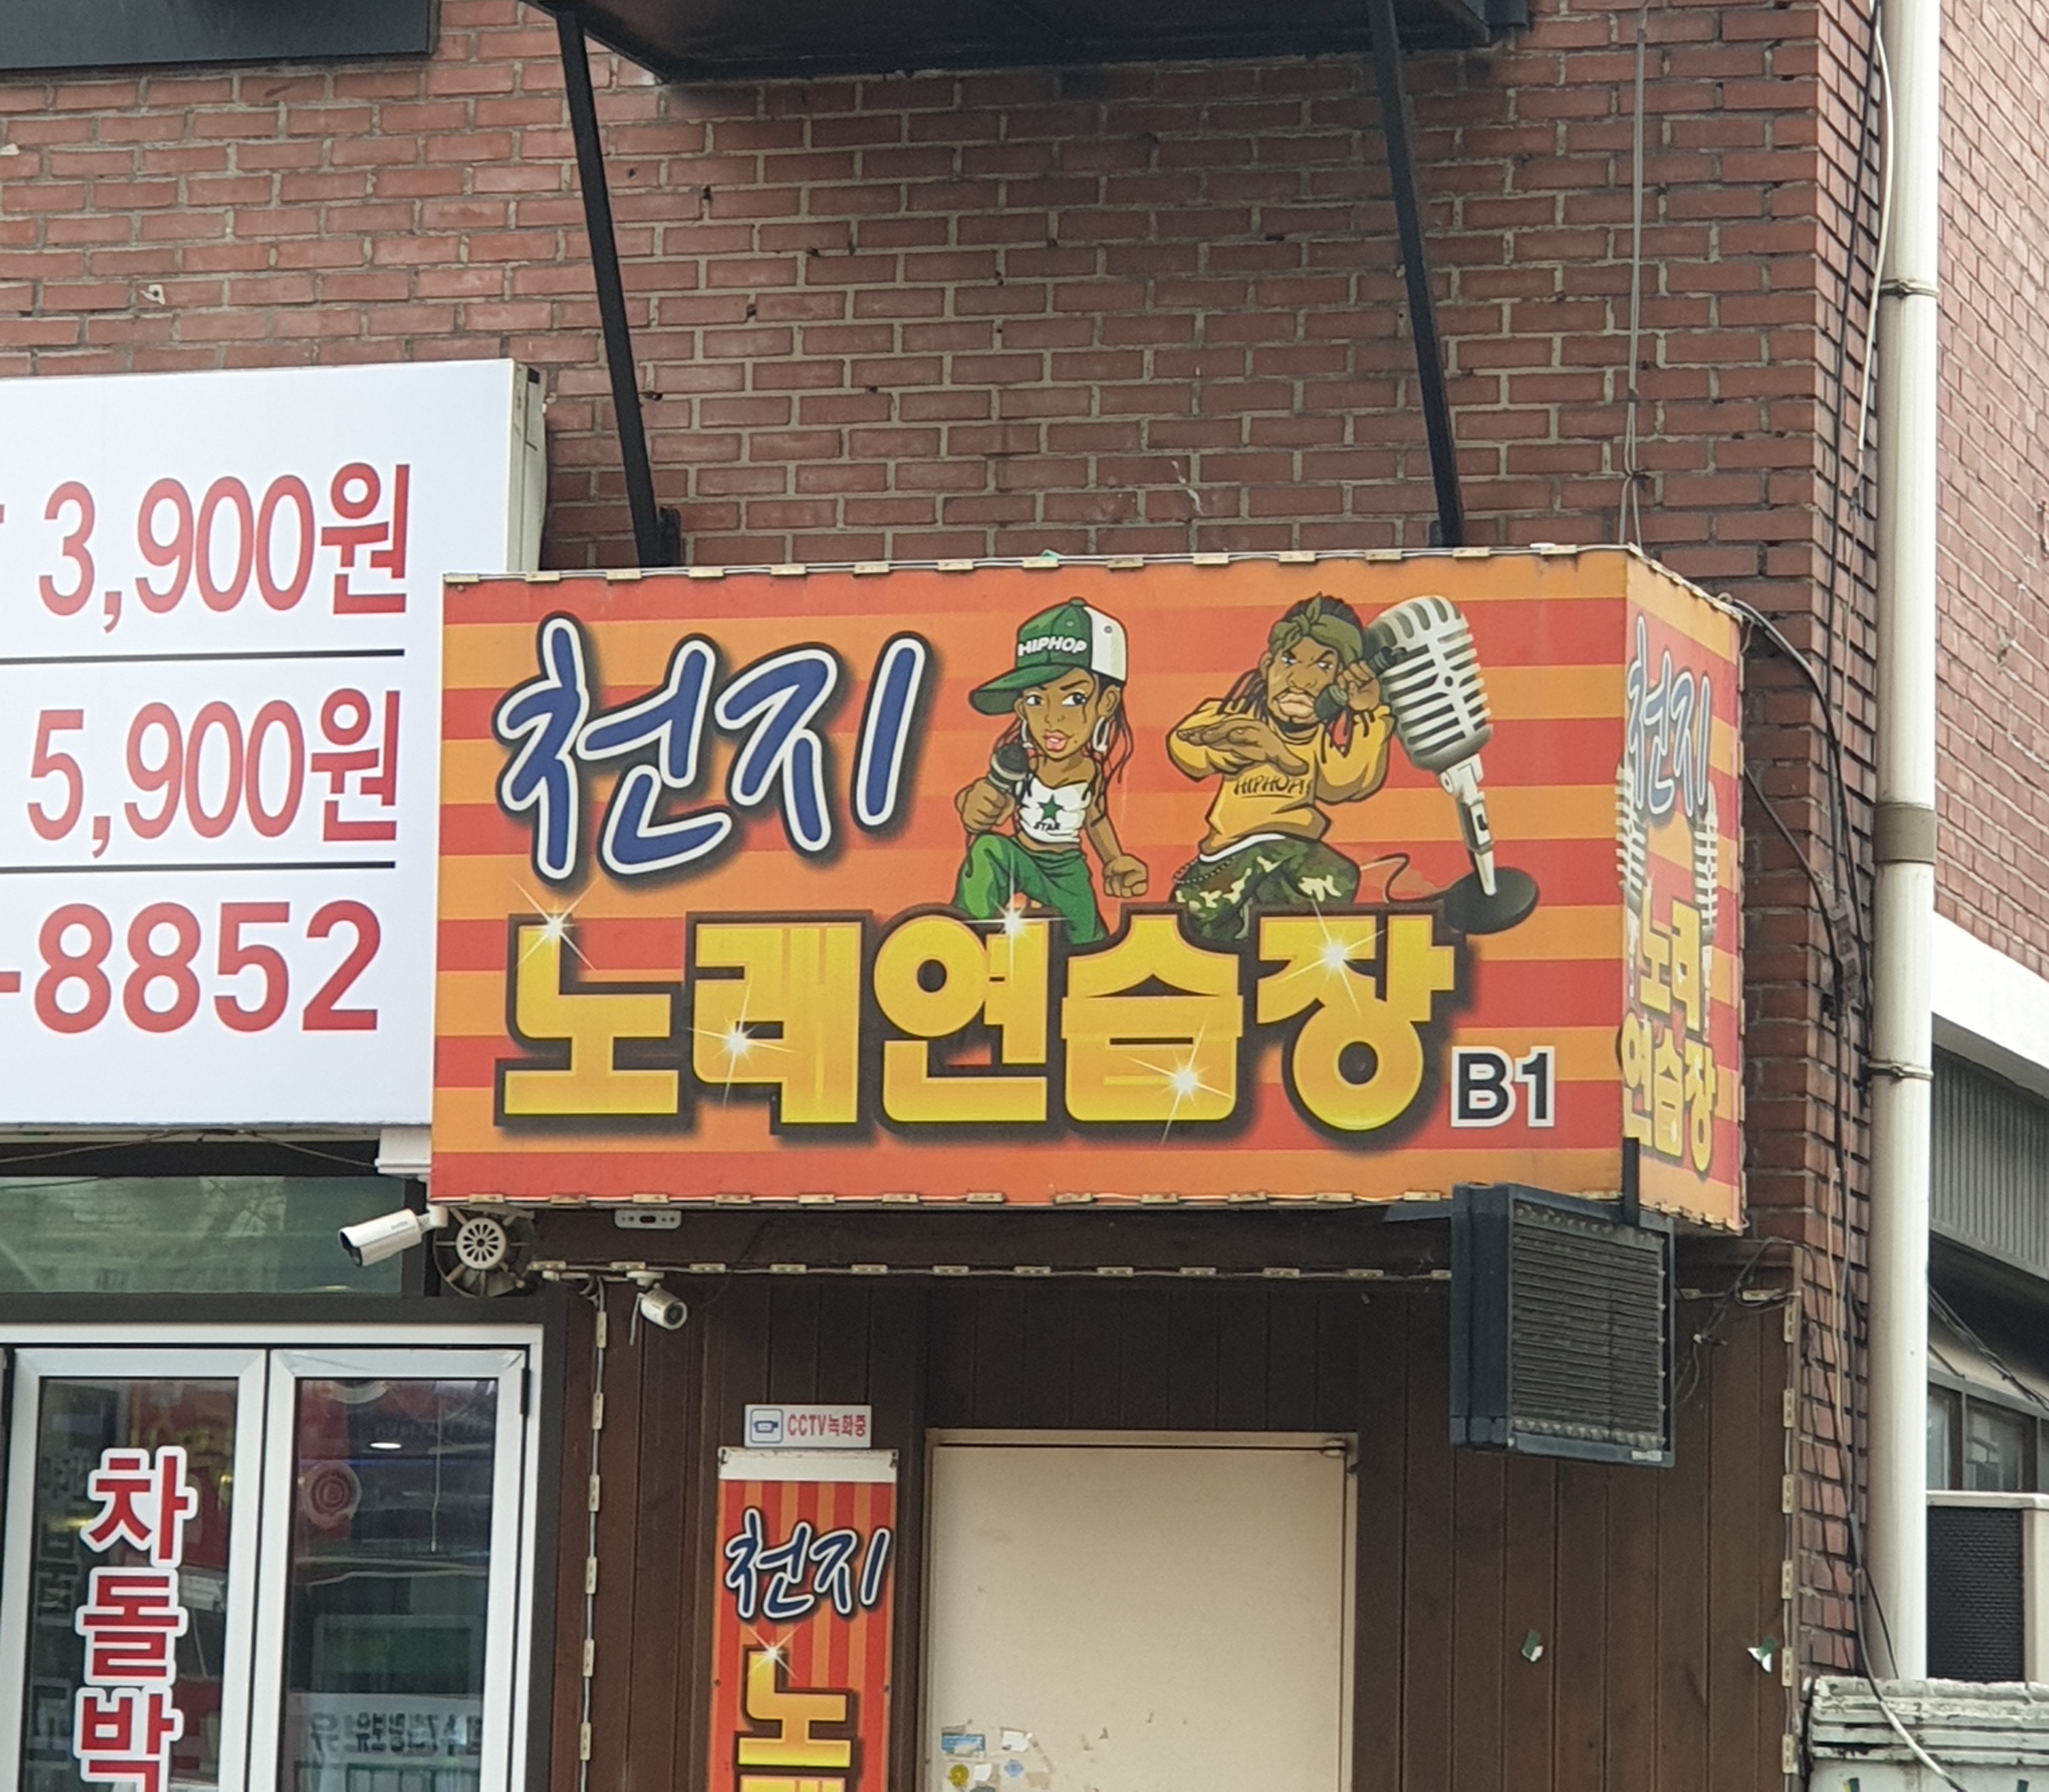 3,900원
5,900원
-8852
천지
HIPHOP
HIPHOP
STAR
노래연습장 B1
천지
노래
연습장
CCTV녹화중
천지
노래
차돌박